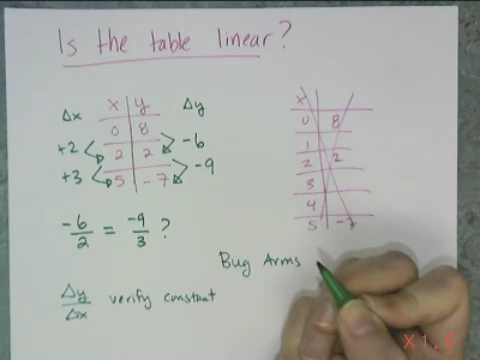 Is the table linear?
Δx x y Δy
0 8
+2 2 2 -6
+3 5 -7 -9
-6/2 = -9/3 ?
Δy/Δx verify constant
x
0 8
1
2 2
3
4
5 -7
Bug Arms